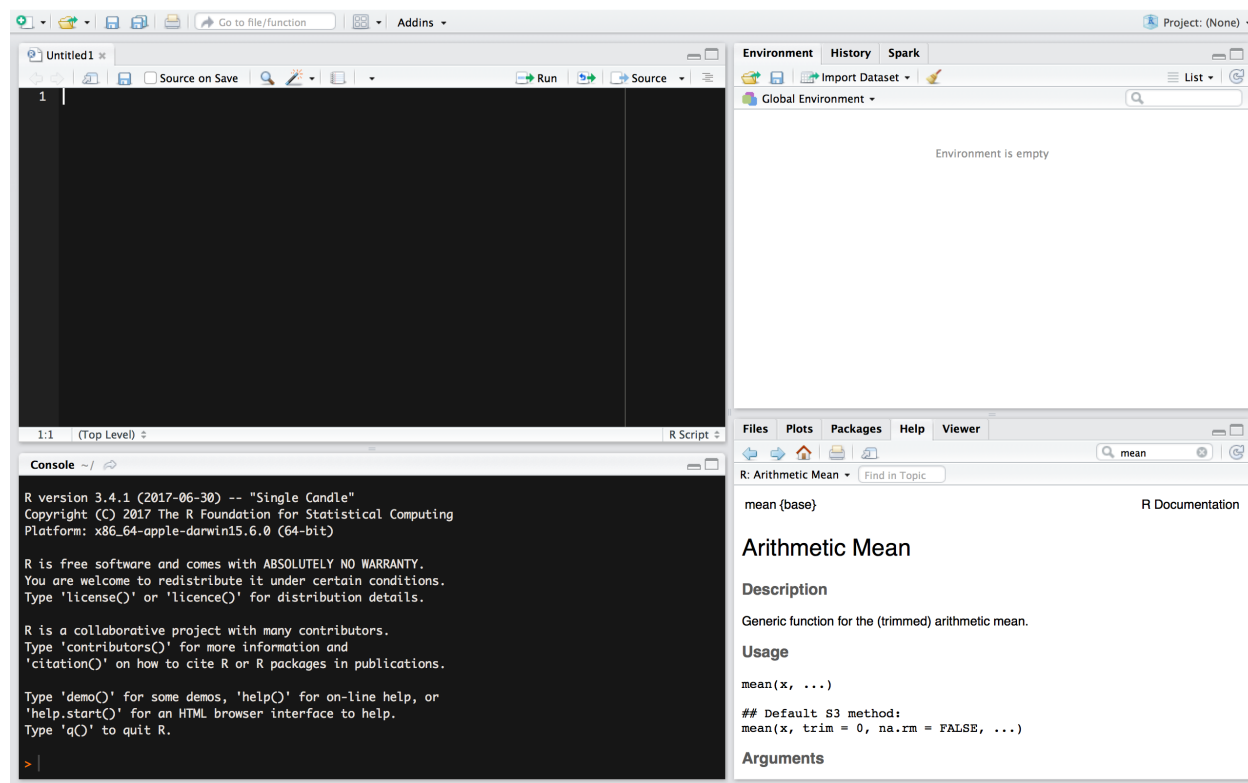 Go to file/function Addins Project: (None)
Untitled1
Source on Save Run Source
1
1:1 (Top Level) R Script
Console ~/
R version 3.4.1 (2017-06-30) -- "Single Candle"
Copyright (C) 2017 The R Foundation for Statistical Computing
Platform: x86_64-apple-darwin15.6.0 (64-bit)
R is free software and comes with ABSOLUTELY NO WARRANTY.
You are welcome to redistribute it under certain conditions.
Type 'license()' or 'licence()' for distribution details.
R is a collaborative project with many contributors.
Type 'contributors()' for more information and
'citation()' on how to cite R or R packages in publications.
Type 'demo()' for some demos, 'help()' for on-line help, or
'help.start()' for an HTML browser interface to help.
Type 'q()' to quit R.
>
Environment History Spark
Import Dataset List
Global Environment
Environment is empty
Files Plots Packages Help Viewer
mean
R: Arithmetic Mean Find in Topic
mean {base} R Documentation
Arithmetic Mean
Description
Generic function for the (trimmed) arithmetic mean.
Usage
mean(x, ...)
## Default S3 method:
mean(x, trim = 0, na.rm = FALSE, ...)
Arguments